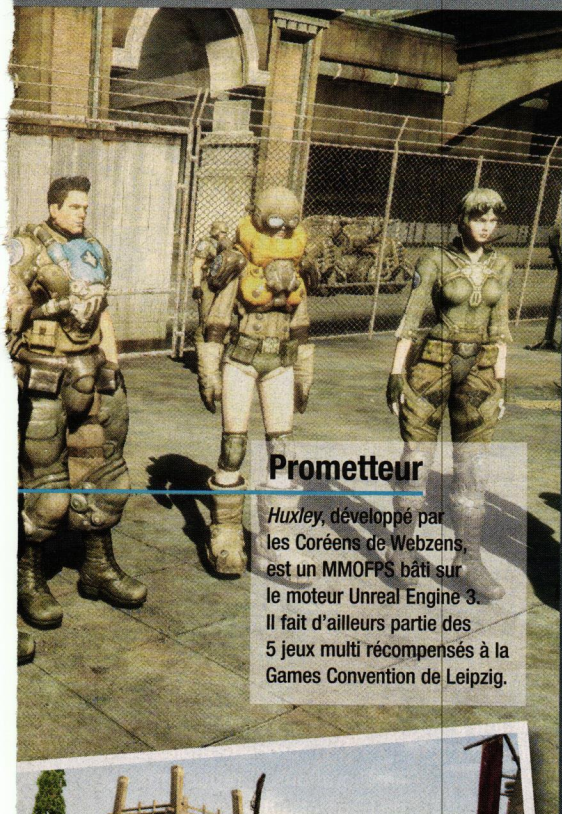 Prometteur
Huxley, développé par
les Coréens de Webzens,
est un MMOFPS bâti sur
le moteur Unreal Engine 3.
Il fait d'ailleurs partie des
5 jeux multi récompensés à la
Games Convention de Leipzig.